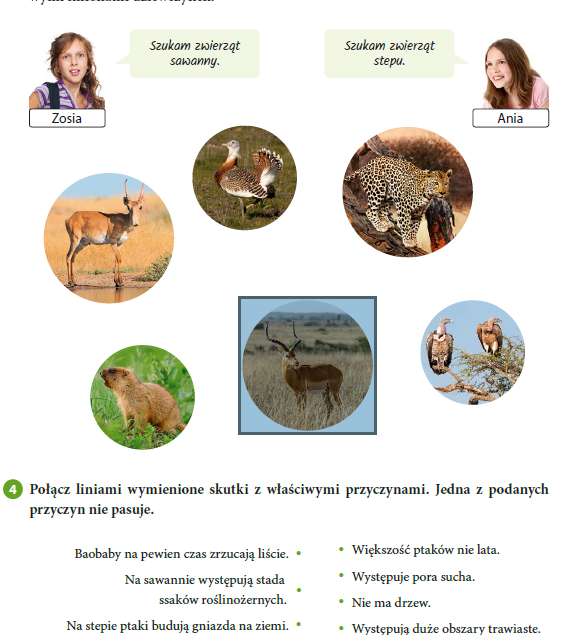 Szukam zwierząt
sawanny.
Szukam zwierząt
stepu.
Zosia
Ania
4 Połącz liniami wymienione skutki z właściwymi przyczynami. Jedna z podanych
przyczyn nie pasuje.
Baobaby na pewien czas zrzucają liście.
Na sawannie występują stada
ssaków roślinożernych.
Na stepie ptaki budują gniazda na ziemi.
Większość ptaków nie lata.
Występuje pora sucha.
Nie ma drzew.
Występują duże obszary trawiaste.